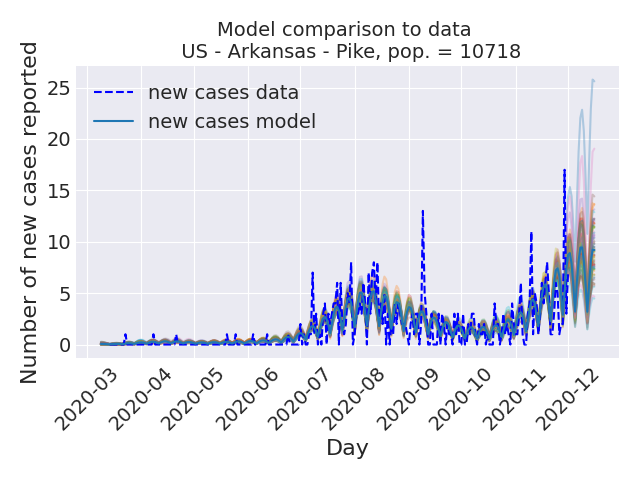 Model comparison to data
US - Arkansas - Pike, pop. = 10718
Number of new cases reported
25
20
15
10
5
0
new cases data
new cases model
2020-03
2020-04
2020-05
2020-06
2020-07
2020-08
2020-09
2020-10
2020-11
2020-12
Day